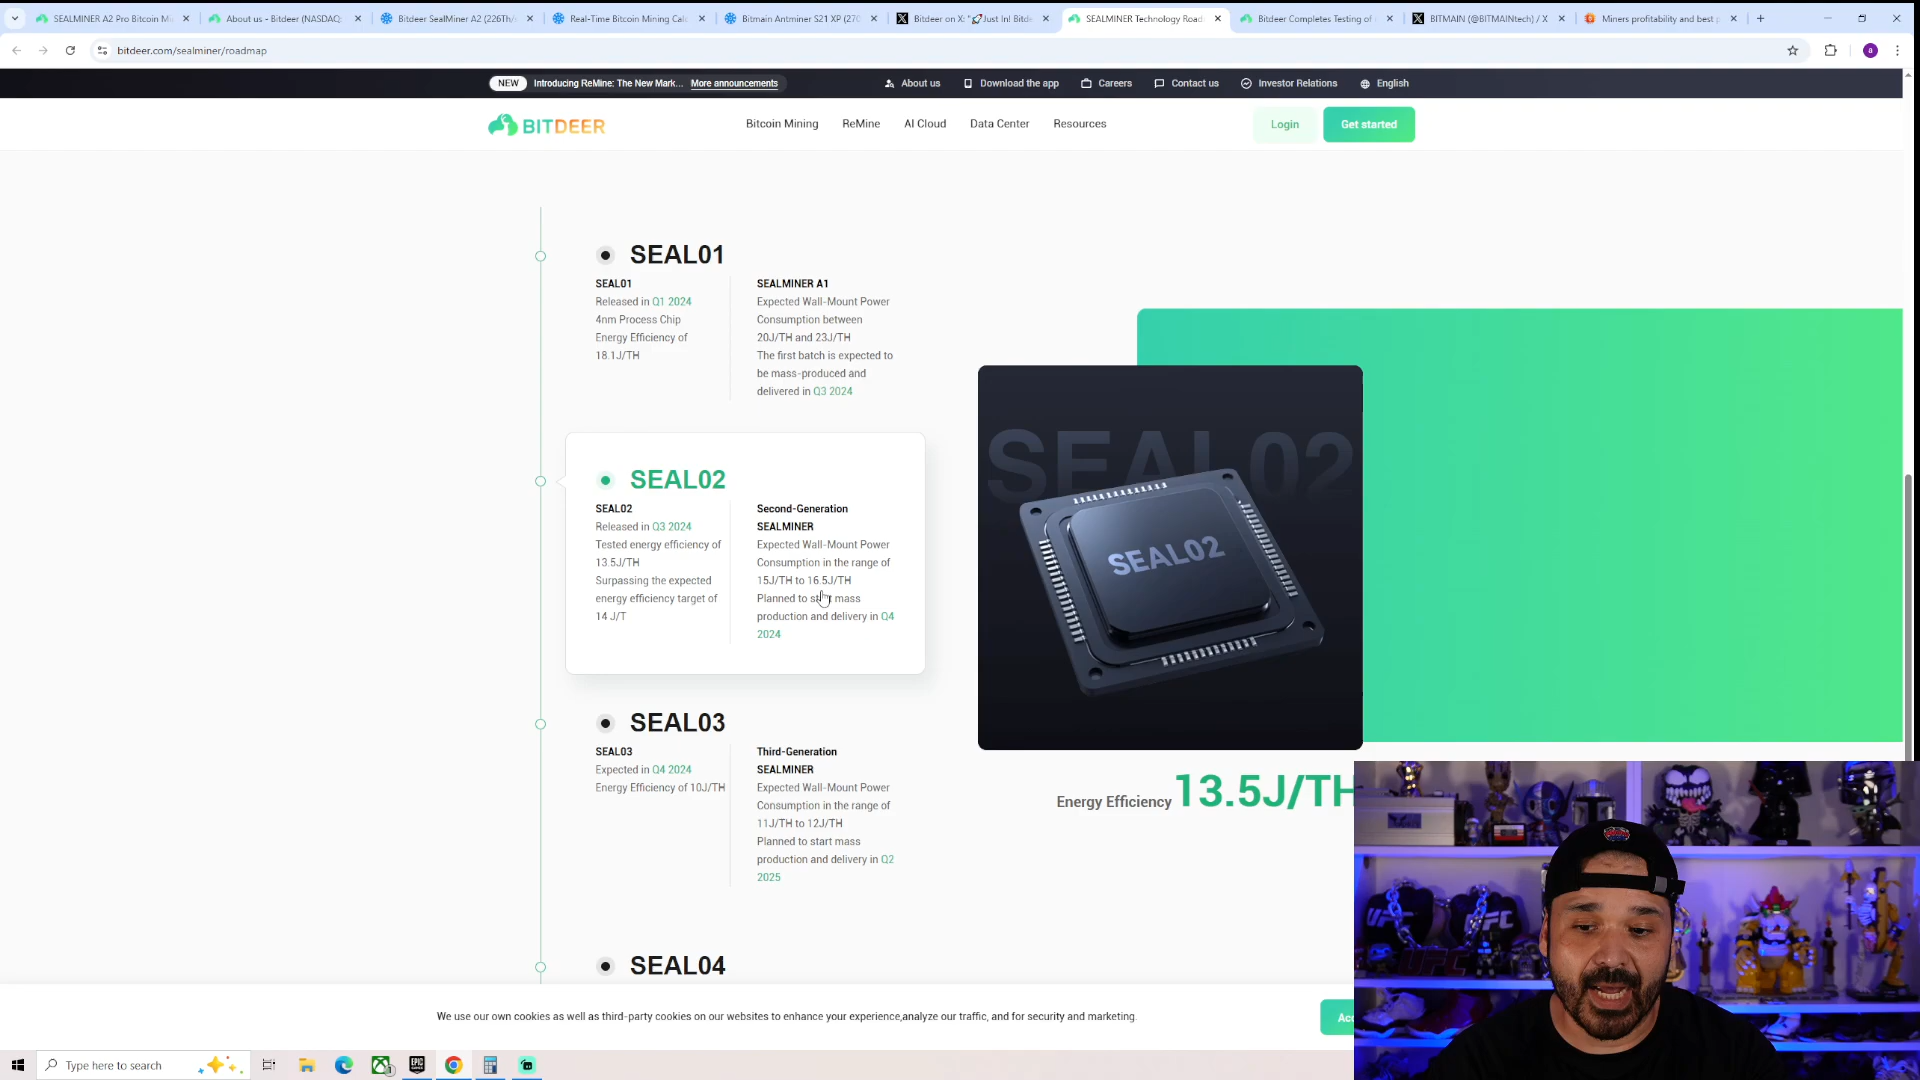 SEALMINER A2 Pro Bitcoin Mi
About us - Bitdeer (NASDAQ:
Bitdeer SealMiner A2 (226Th/s
Real-Time Bitcoin Mining Calc
Bitmain Antminer S21 XP (270
Bitdeer on X: "🚀Just In! Bitde
SEALMINER Technology Road
Bitdeer Completes Testing of
BITMAIN (@BITMAINtech) / X
Miners profitability and best p
bitdeer.com/sealminer/roadmap
a
NEW Introducing ReMine: The New Mark... More announcements
About us Download the app Careers Contact us Investor Relations English
BITDEER
Bitcoin Mining ReMine AI Cloud Data Center Resources
Login Get started
SEAL01
SEAL01
Released in Q1 2024
4nm Process Chip
Energy Efficiency of
18.1J/TH
SEALMINER A1
Expected Wall-Mount Power
Consumption between
20J/TH and 23J/TH
The first batch is expected to
be mass-produced and
delivered in Q3 2024
SEAL02
SEAL02
Released in Q3 2024
Tested energy efficiency of
13.5J/TH
Surpassing the expected
energy efficiency target of
14 J/T
Second-Generation
SEALMINER
Expected Wall-Mount Power
Consumption in the range of
15J/TH to 16.5J/TH
Planned to start mass
production and delivery in Q4
2024
SEAL02
SEAL02
Energy Efficiency 13.5J/TH
SEAL03
SEAL03
Expected in Q4 2024
Energy Efficiency of 10J/TH
Third-Generation
SEALMINER
Expected Wall-Mount Power
Consumption in the range of
11J/TH to 12J/TH
Planned to start mass
production and delivery in Q2
2025
SEAL04
We use our own cookies as well as third-party cookies on our websites to enhance your experience,analyze our traffic, and for security and marketing.
Acc
UFC
UFC
Type here to search
EPIC